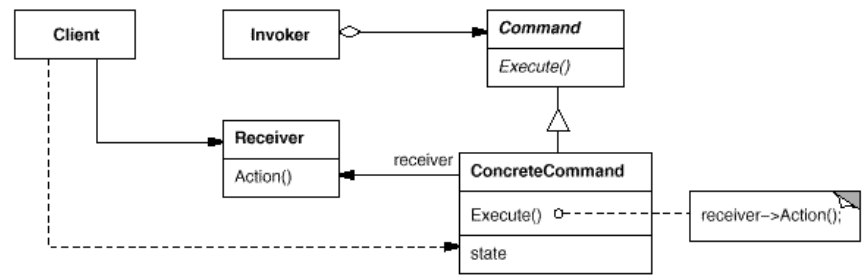 Client
Invoker
Command
Execute()
Receiver
Action()
receiver
ConcreteCommand
Execute()
state
receiver->Action();